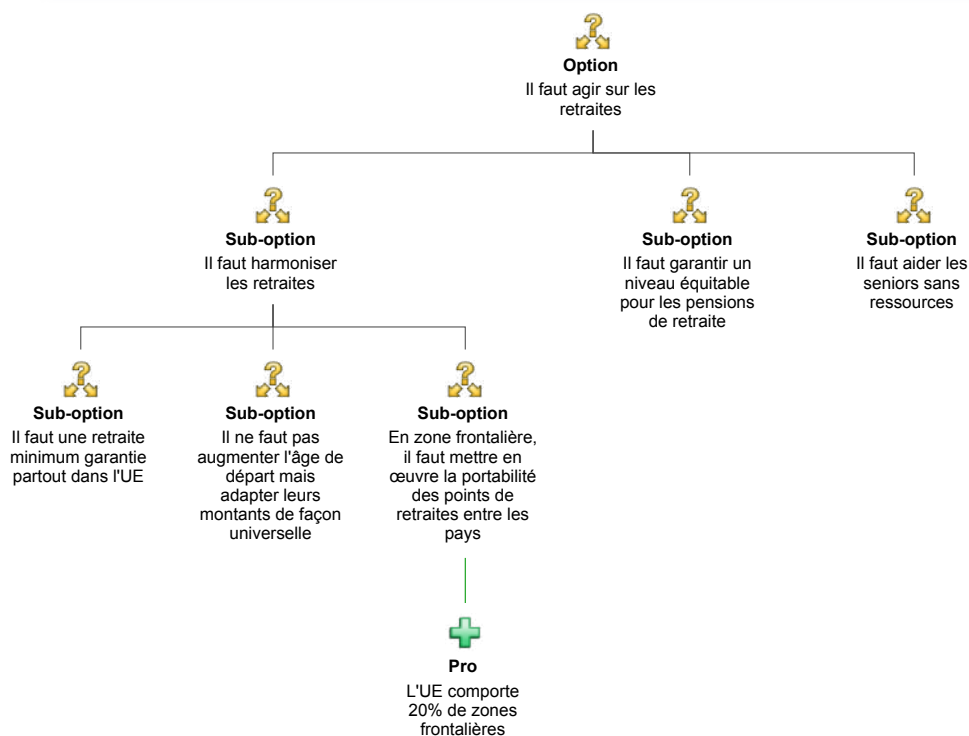 Option
Il faut agir sur les
retraites
Sub-option
Il faut harmoniser
les retraites
Sub-option
Il faut garantir un
niveau équitable
pour les pensions
de retraite
Sub-option
Il faut aider les
seniors sans
ressources
Sub-option
Il faut une retraite
minimum garantie
partout dans l'UE
Sub-option
Il ne faut pas
augmenter l'âge de
départ mais
adapter leurs
montants de façon
universelle
Sub-option
En zone frontalière,
il faut mettre en
œuvre la portabilité
des points de
retraites entre les
pays
Pro
L'UE comporte
20% de zones
frontalières